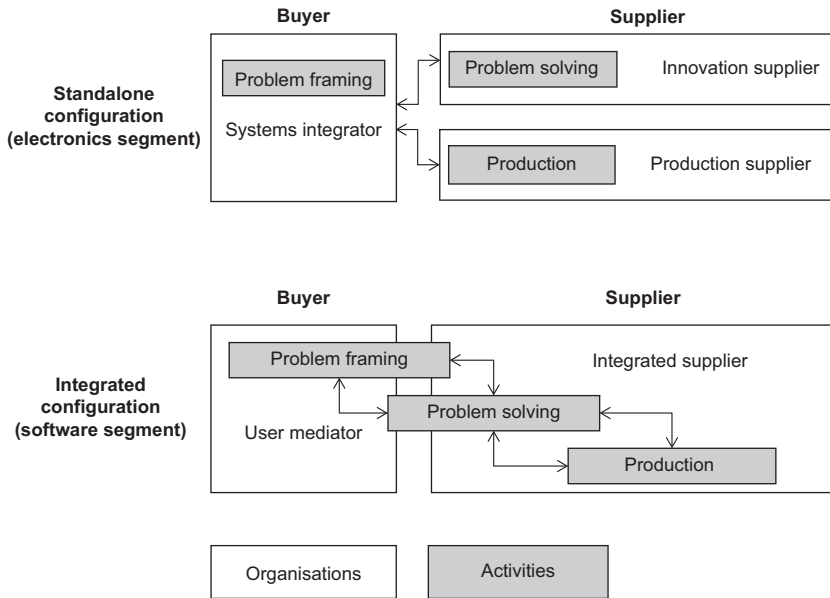 Buyer
Supplier
Standalone
configuration
(electronics segment)
Problem framing
Systems integrator
Problem solving
Innovation supplier
Production
Production supplier
Buyer
Supplier
Integrated
configuration
(software segment)
Problem framing
Integrated supplier
Problem solving
User mediator
Production
Organisations
Activities